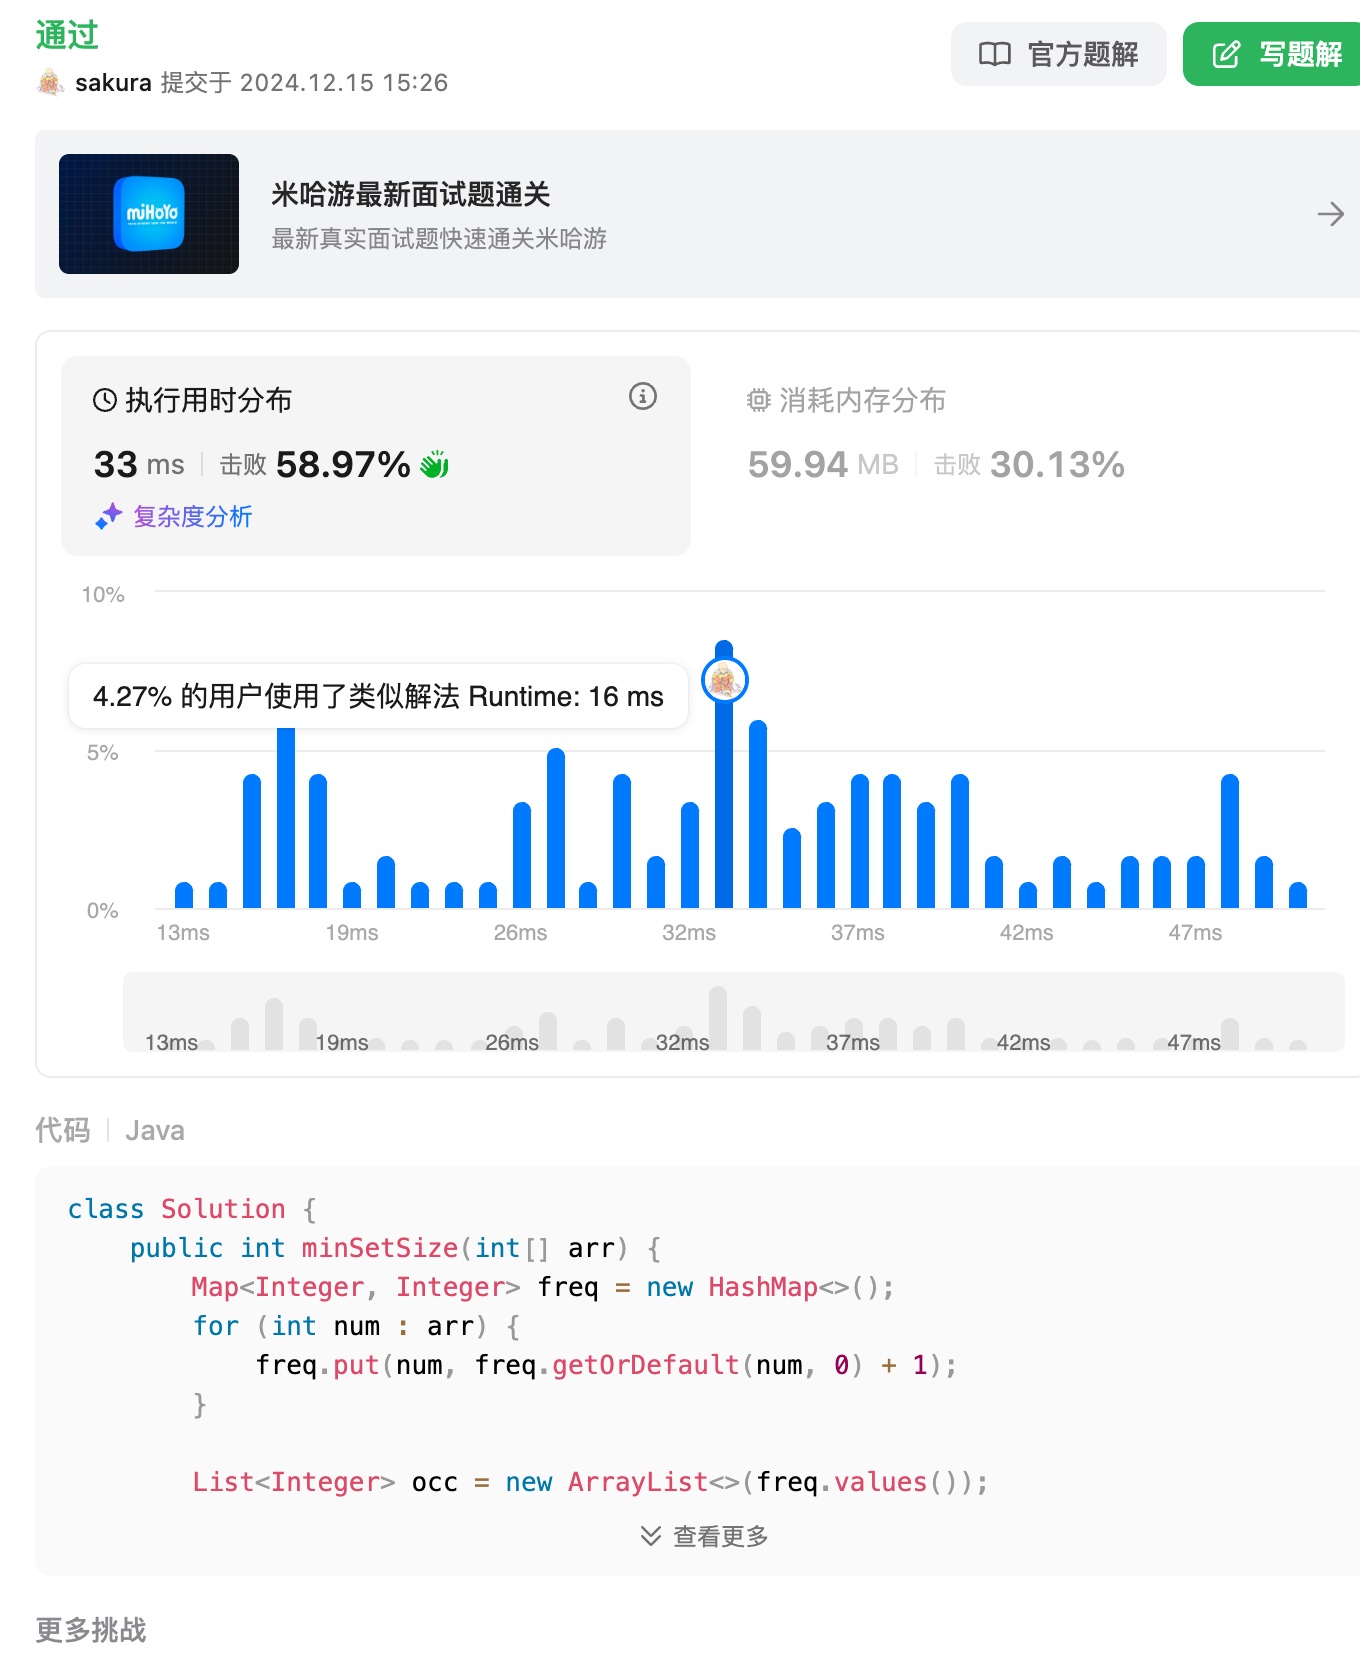 通过
官方题解
写题解
sakura 提交于 2024.12.15 15:26
miHoYo
米哈游最新面试题通关
最新真实面试题快速通关米哈游
执行用时分布
33 ms 击败 58.97%
复杂度分析
消耗内存分布
59.94 MB 击败 30.13%
10%
4.27% 的用户使用了类似解法 Runtime: 16 ms
5%
0%
13ms 19ms 26ms 32ms 37ms 42ms 47ms
13ms 19ms 26ms 32ms 37ms 42ms 47ms
代码 Java
class Solution {
    public int minSetSize(int[] arr) {
        Map<Integer, Integer> freq = new HashMap<>();
        for (int num : arr) {
            freq.put(num, freq.getOrDefault(num, 0) + 1);
        }
        List<Integer> occ = new ArrayList<>(freq.values());
查看更多
更多挑战